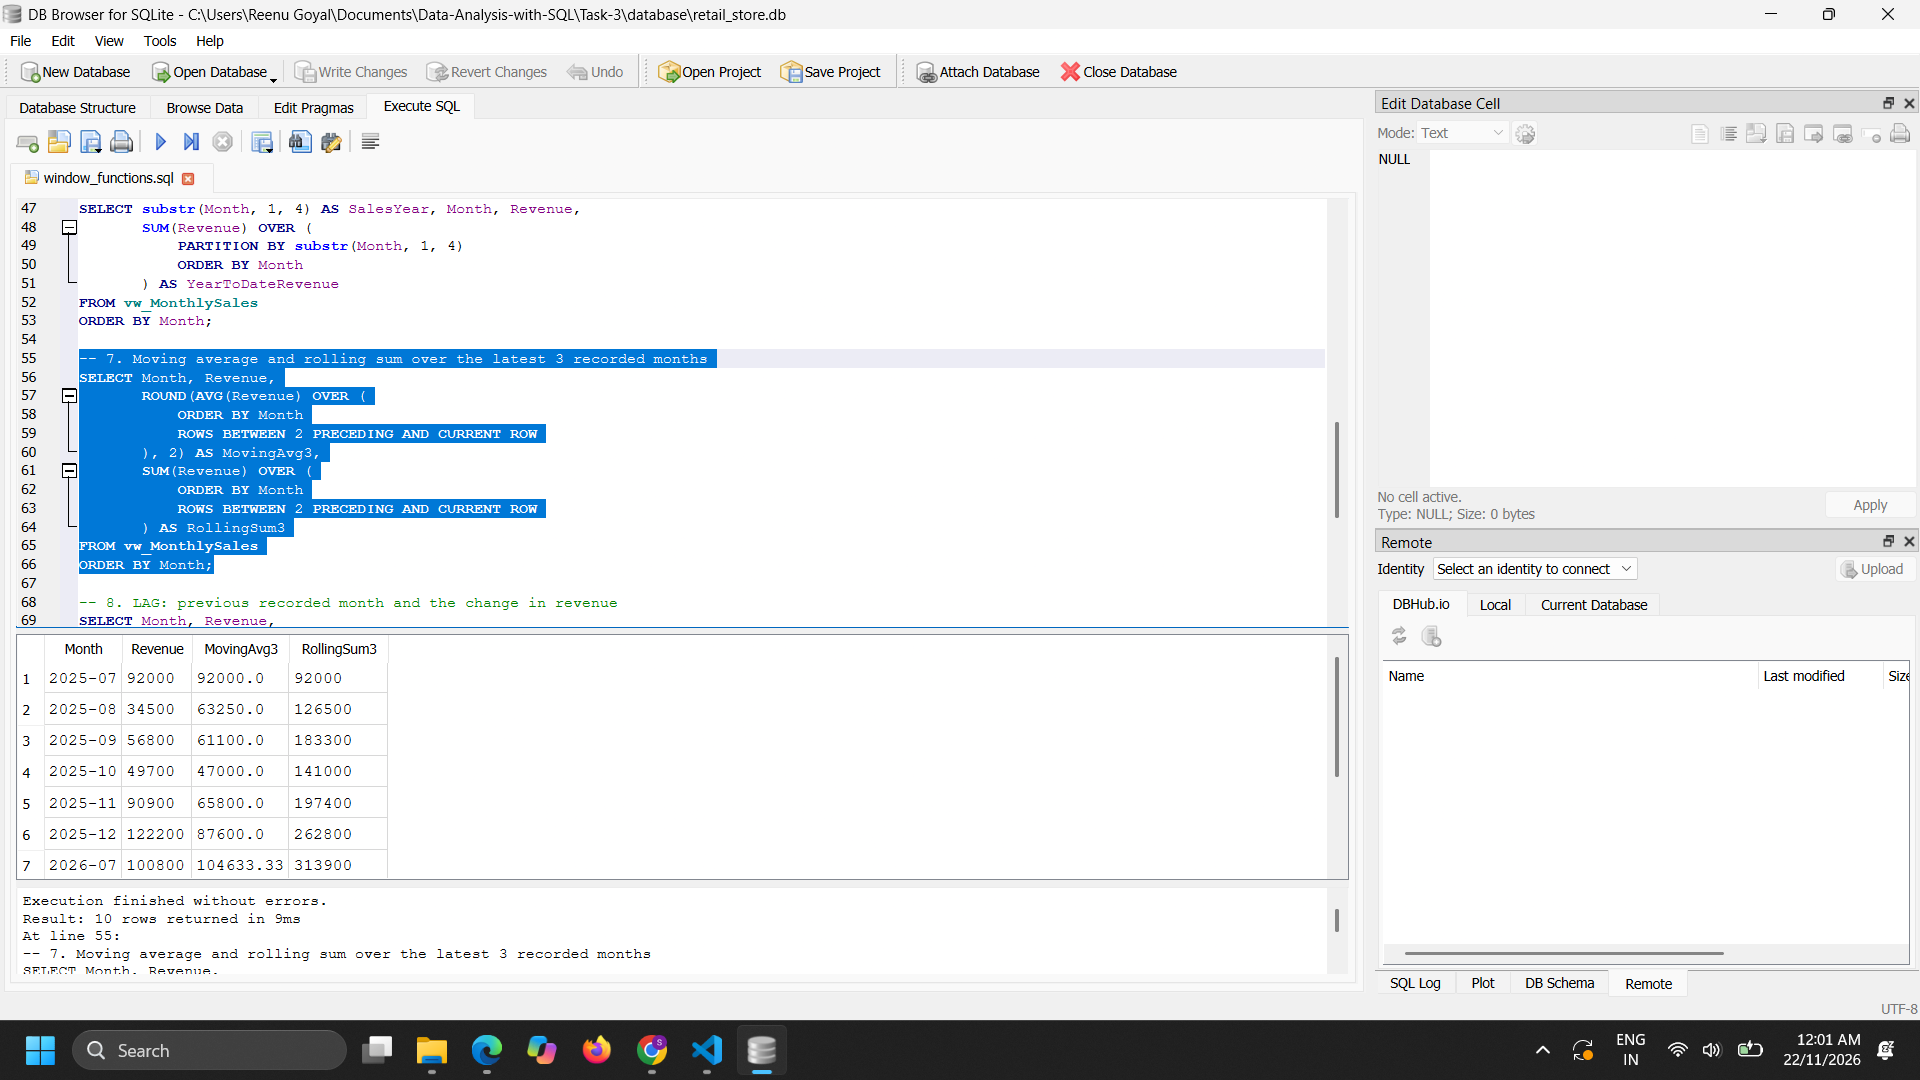 DB Browser for SQLite - C:\Users\Reenu Goyal\Documents\Data-Analysis-with-SQL\Task-3\database\retail_store.db
File Edit View Tools Help
New Database Open Database Write Changes Revert Changes Undo Open Project Save Project Attach Database Close Database
Database Structure Browse Data Edit Pragmas Execute SQL
window_functions.sql
47 SELECT substr(Month, 1, 4) AS SalesYear, Month, Revenue,
48 SUM(Revenue) OVER (
49 PARTITION BY substr(Month, 1, 4)
50 ORDER BY Month
51 ) AS YearToDateRevenue
52 FROM vw_MonthlySales
53 ORDER BY Month;
54
55 -- 7. Moving average and rolling sum over the latest 3 recorded months
56 SELECT Month, Revenue,
57 ROUND(AVG(Revenue) OVER (
58 ORDER BY Month
59 ROWS BETWEEN 2 PRECEDING AND CURRENT ROW
60 ), 2) AS MovingAvg3,
61 SUM(Revenue) OVER (
62 ORDER BY Month
63 ROWS BETWEEN 2 PRECEDING AND CURRENT ROW
64 ) AS RollingSum3
65 FROM vw_MonthlySales
66 ORDER BY Month;
67
68 -- 8. LAG: previous recorded month and the change in revenue
69 SELECT Month, Revenue,
Month Revenue MovingAvg3 RollingSum3
1 2025-07 92000 92000.0 92000
2 2025-08 34500 63250.0 126500
3 2025-09 56800 61100.0 183300
4 2025-10 49700 47000.0 141000
5 2025-11 90900 65800.0 197400
6 2025-12 122200 87600.0 262800
7 2026-07 100800 104633.33 313900
Execution finished without errors.
Result: 10 rows returned in 9ms
At line 55:
-- 7. Moving average and rolling sum over the latest 3 recorded months
SELECT Month, Revenue,
Edit Database Cell
Mode: Text
NULL
No cell active.
Type: NULL; Size: 0 bytes
Apply
Remote
Identity Select an identity to connect Upload
DBHub.io Local Current Database
Name Last modified Size
SQL Log Plot DB Schema Remote
UTF-8
Search
ENG
IN
12:01 AM
22/11/2026